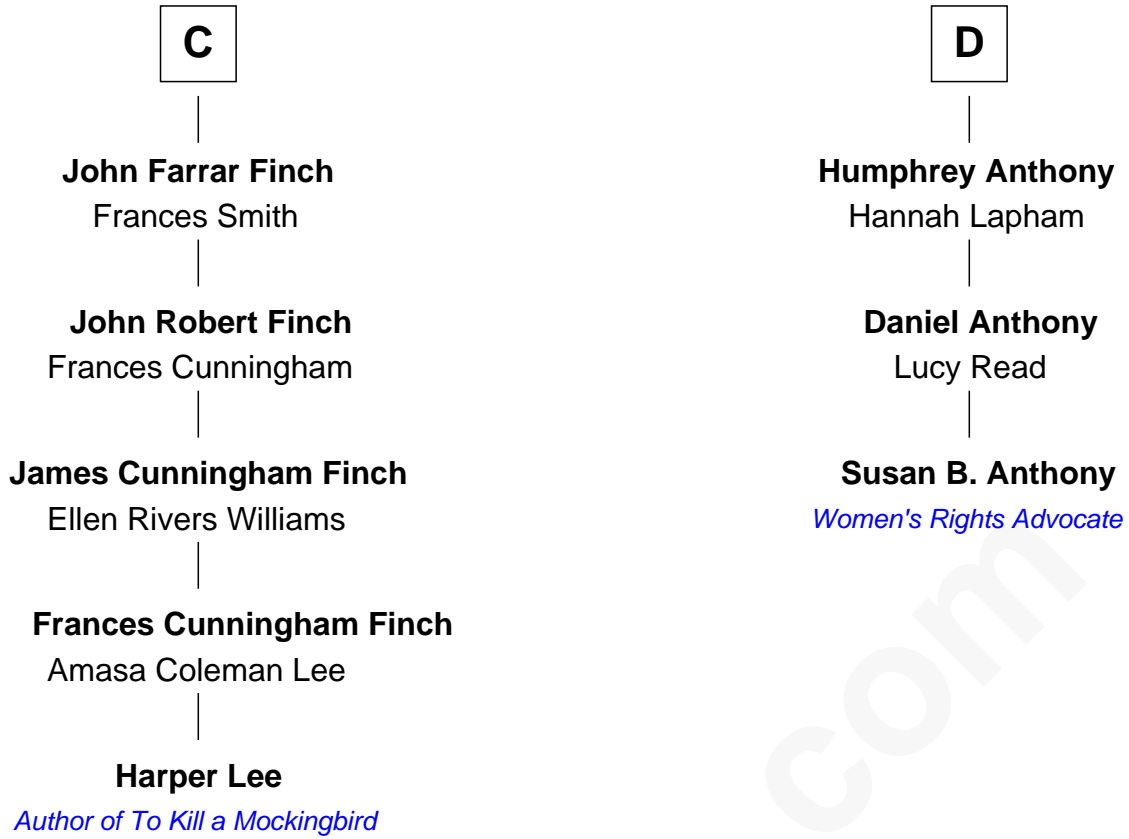 C
John Farrar Finch
Frances Smith
John Robert Finch
Frances Cunningham
James Cunningham Finch
Ellen Rivers Williams
Frances Cunningham Finch
Amasa Coleman Lee
Harper Lee
Author of To Kill a Mockingbird
D
Humphrey Anthony
Hannah Lapham
Daniel Anthony
Lucy Read
Susan B. Anthony
Women's Rights Advocate
com